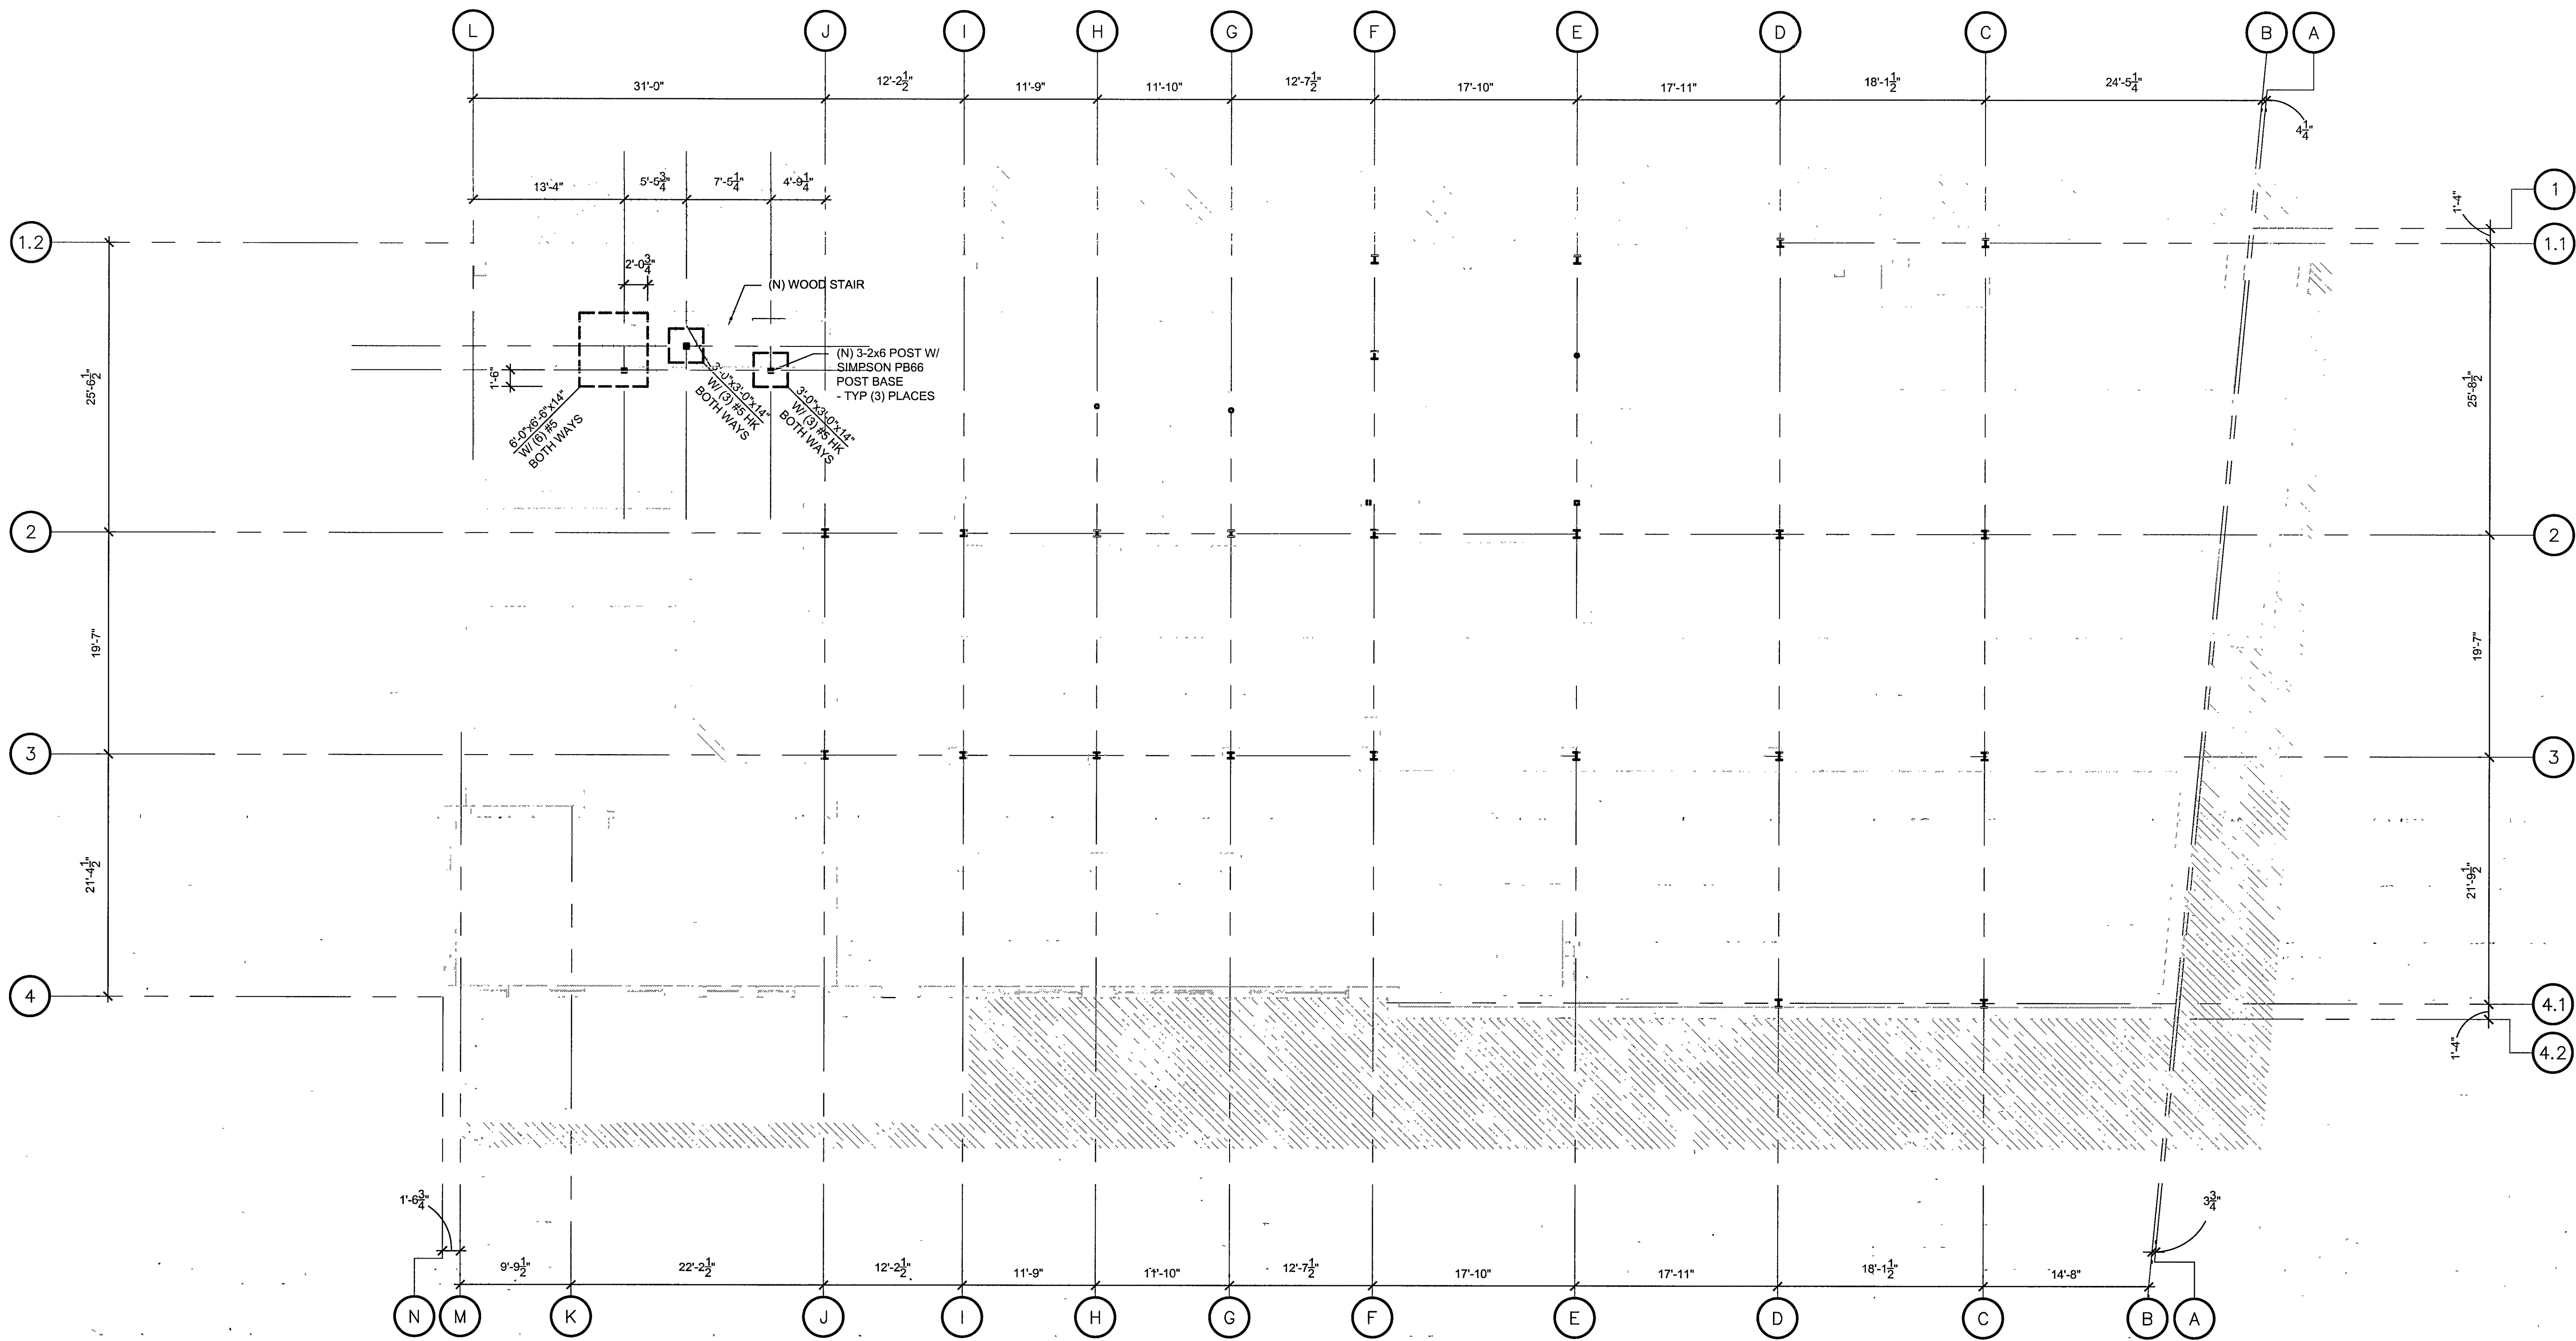 L J I H G F E D C B A
31'-0" 12'-2 1/2" 11'-9" 11'-10" 12'-7 1/2" 17'-10" 17'-11" 18'-1 1/2" 24'-5 1/4"
4 1/4"
13'-4" 5'-5 3/4" 7'-5 1/4" 4'-9 1/4"
1'-4"
1
1.2
1.1
2'-0 3/4"
(N) WOOD STAIR
(N) 3-2x6 POST W/
SIMPSON PB66
POST BASE
- TYP (3) PLACES
1'-6"
25'-6 1/2"
25'-8 1/2"
6'-0"x6'-6"x14"
W/ (6) #5
BOTH WAYS
3'-0"x3'-0"x14"
W/ (3) #5 HK
BOTH WAYS
3'-0"x3'-0"x14"
W/ (3) #5 HK
BOTH WAYS
2
2
19'-7"
19'-7"
3
3
21'-4 1/2"
21'-9 1/2"
4
4.1
1'-4"
4.2
1'-6 3/4"
3 3/4"
9'-9 1/2" 22'-2 1/2" 12'-2 1/2" 11'-9" 11'-10" 12'-7 1/2" 17'-10" 17'-11" 18'-1 1/2" 14'-8"
N M K J I H G F E D C B A